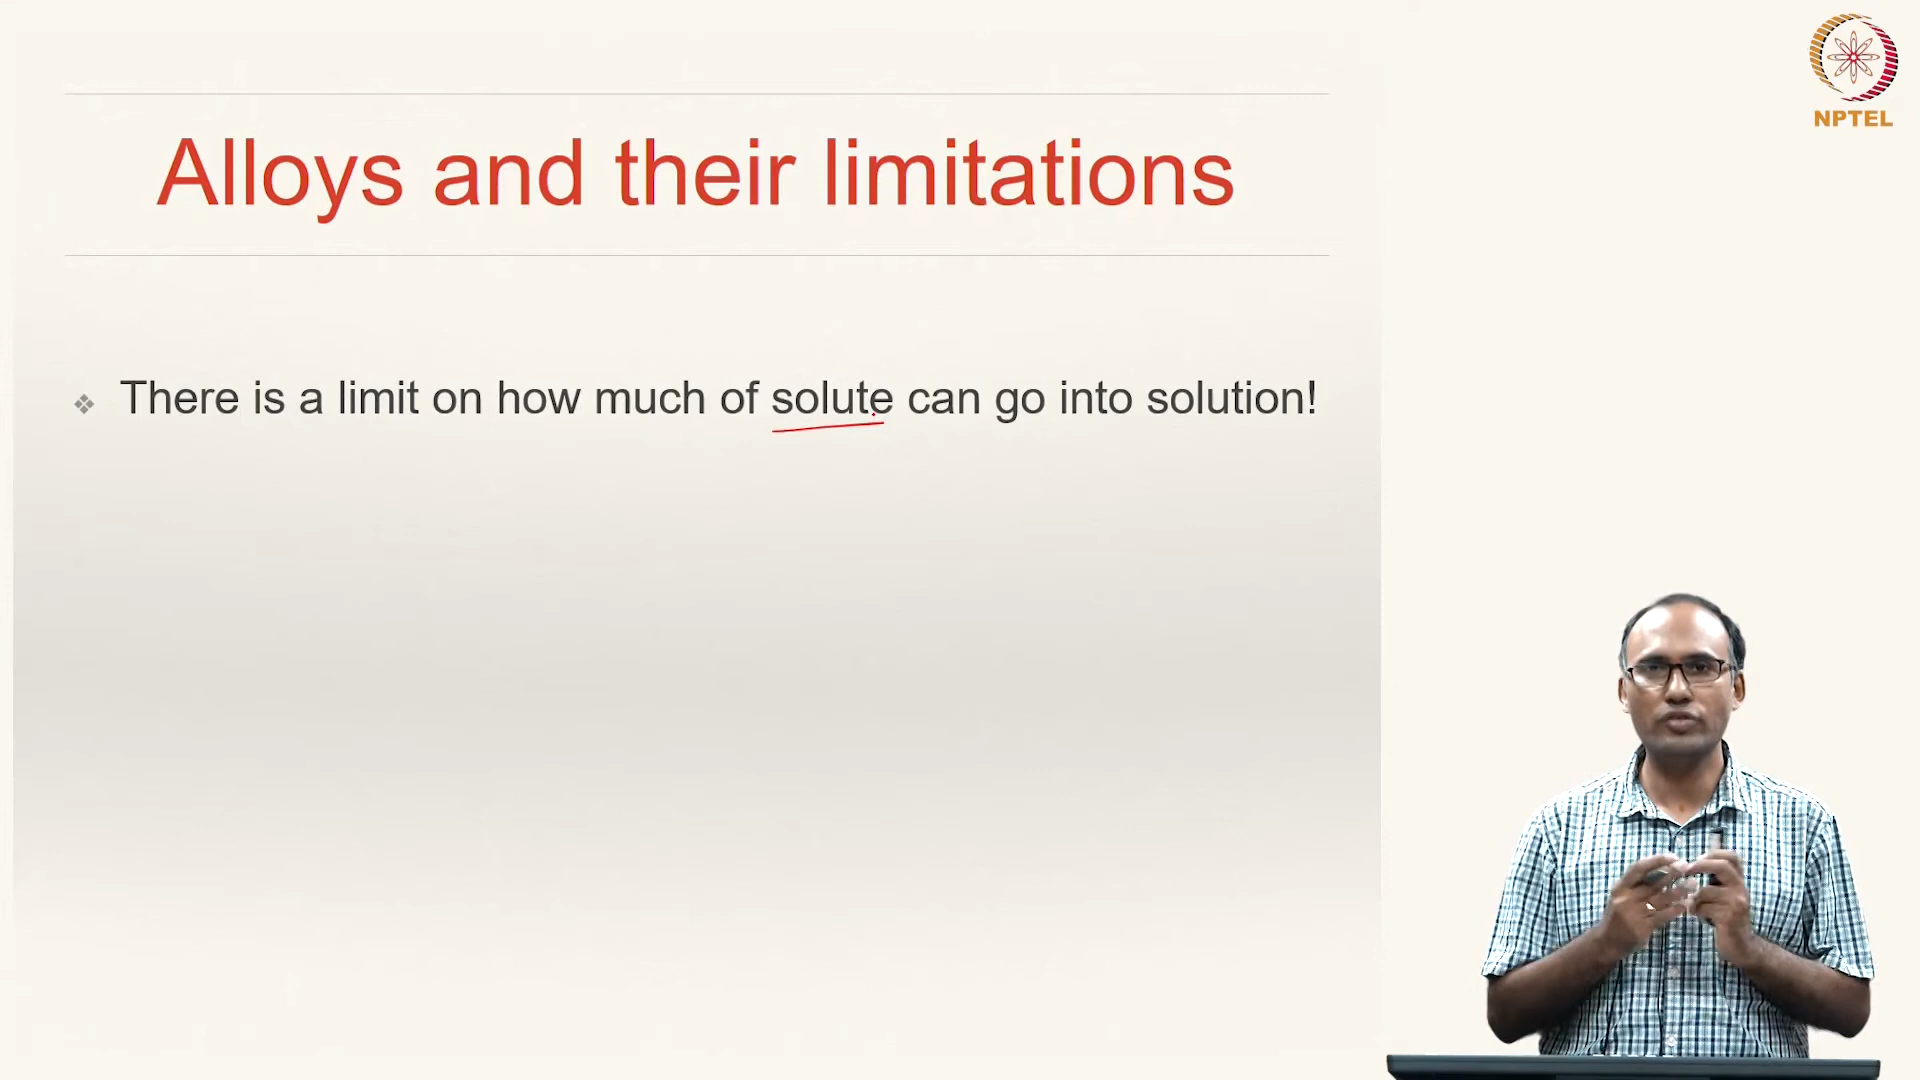 NPTEL
Alloys and their limitations
❖ There is a limit on how much of solute can go into solution!